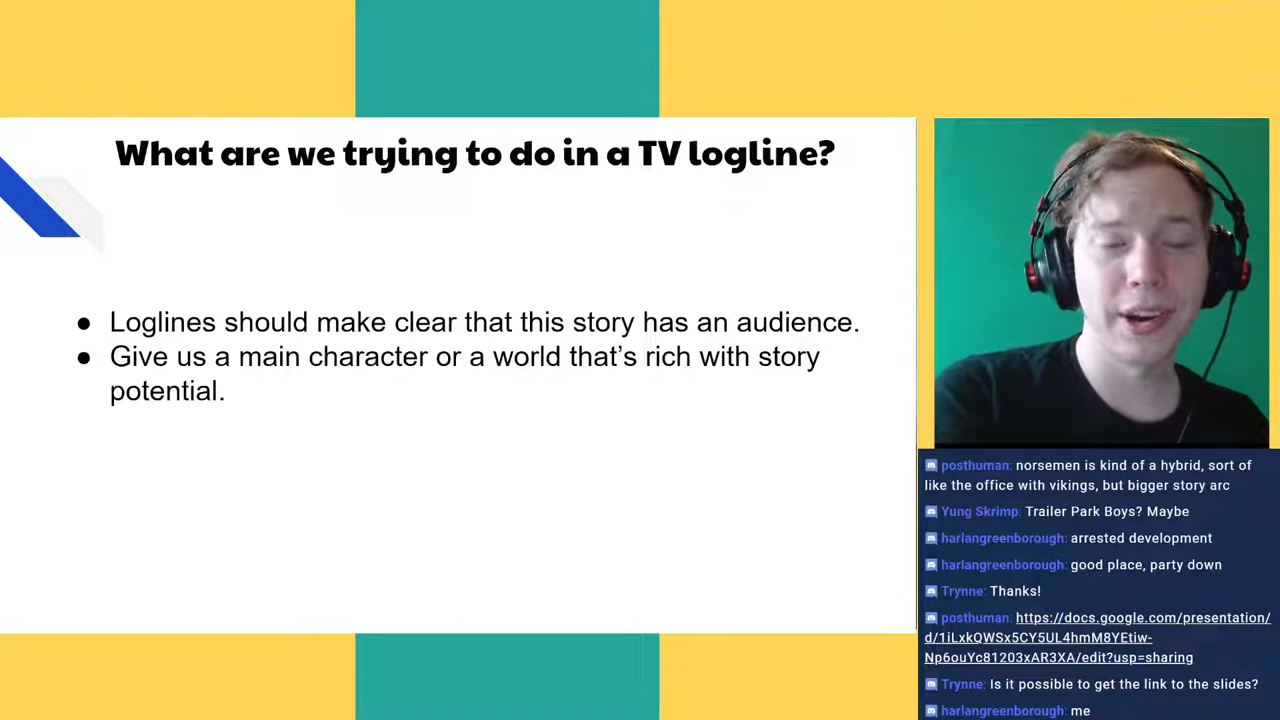 What are we trying to do in a TV logline?
● Loglines should make clear that this story has an audience.
● Give us a main character or a world that's rich with story
potential.
posthuman: norsemen is kind of a hybrid, sort of
like the office with vikings, but bigger story arc
Yung Skrimp: Trailer Park Boys? Maybe
harlangreenborough: arrested development
harlangreenborough: good place, party down
Trynne: Thanks!
posthuman: https://docs.google.com/presentation/
d/1iLxkQWSx5CY5UL4hmM8YEtiw-
Np6ouYc81203xAR3XA/edit?usp=sharing
Trynne: Is it possible to get the link to the slides?
harlangreenborough: me